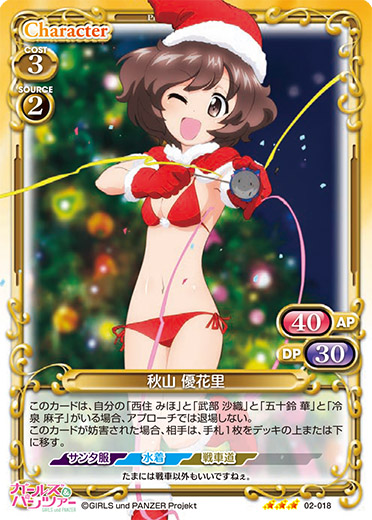 Character
COST
3
SOURCE
2
40 AP
DP 30
秋山 優花里
このカードは、自分の「西住 みほ」と「武部 沙織」と「五十鈴 華」と「冷
泉 麻子」がいる場合、アプローチでは退場しない。
このカードが妨害された場合、相手は、手札1枚をデッキの上または下
に移す。
サンタ服 水着 戦車道
たまには戦車以外もいいですねぇ。
ガールズ&パンツァー
GIRLS und PANZER
©GIRLS und PANZER Projekt
02-018